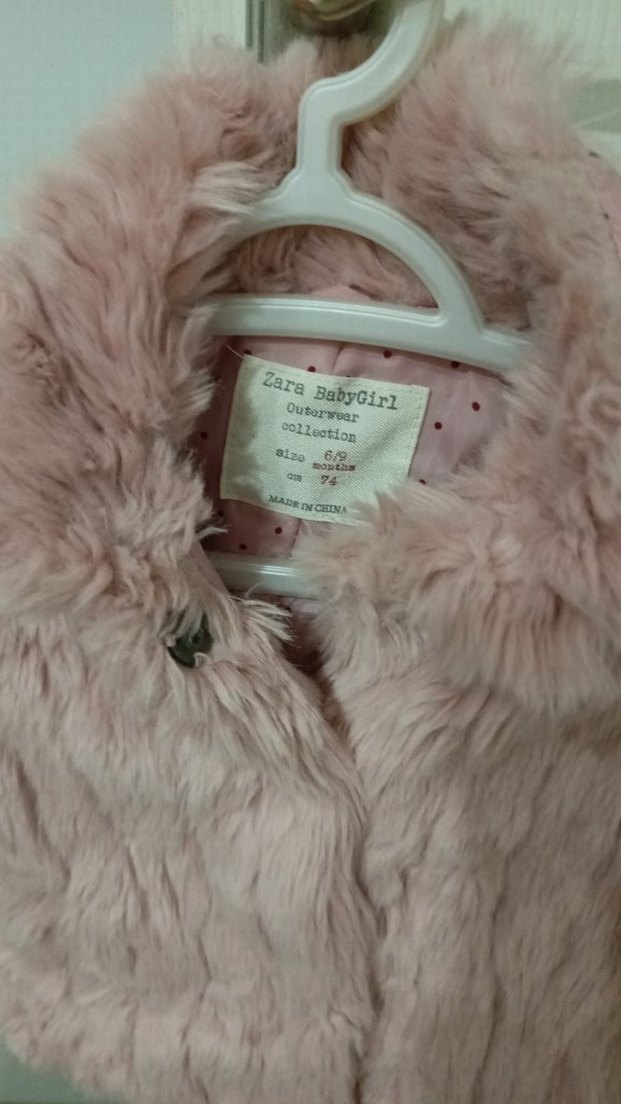 Zara BabyGirl
Outerwear
collection
size 6/9
months
cm 74
MADE IN CHINA